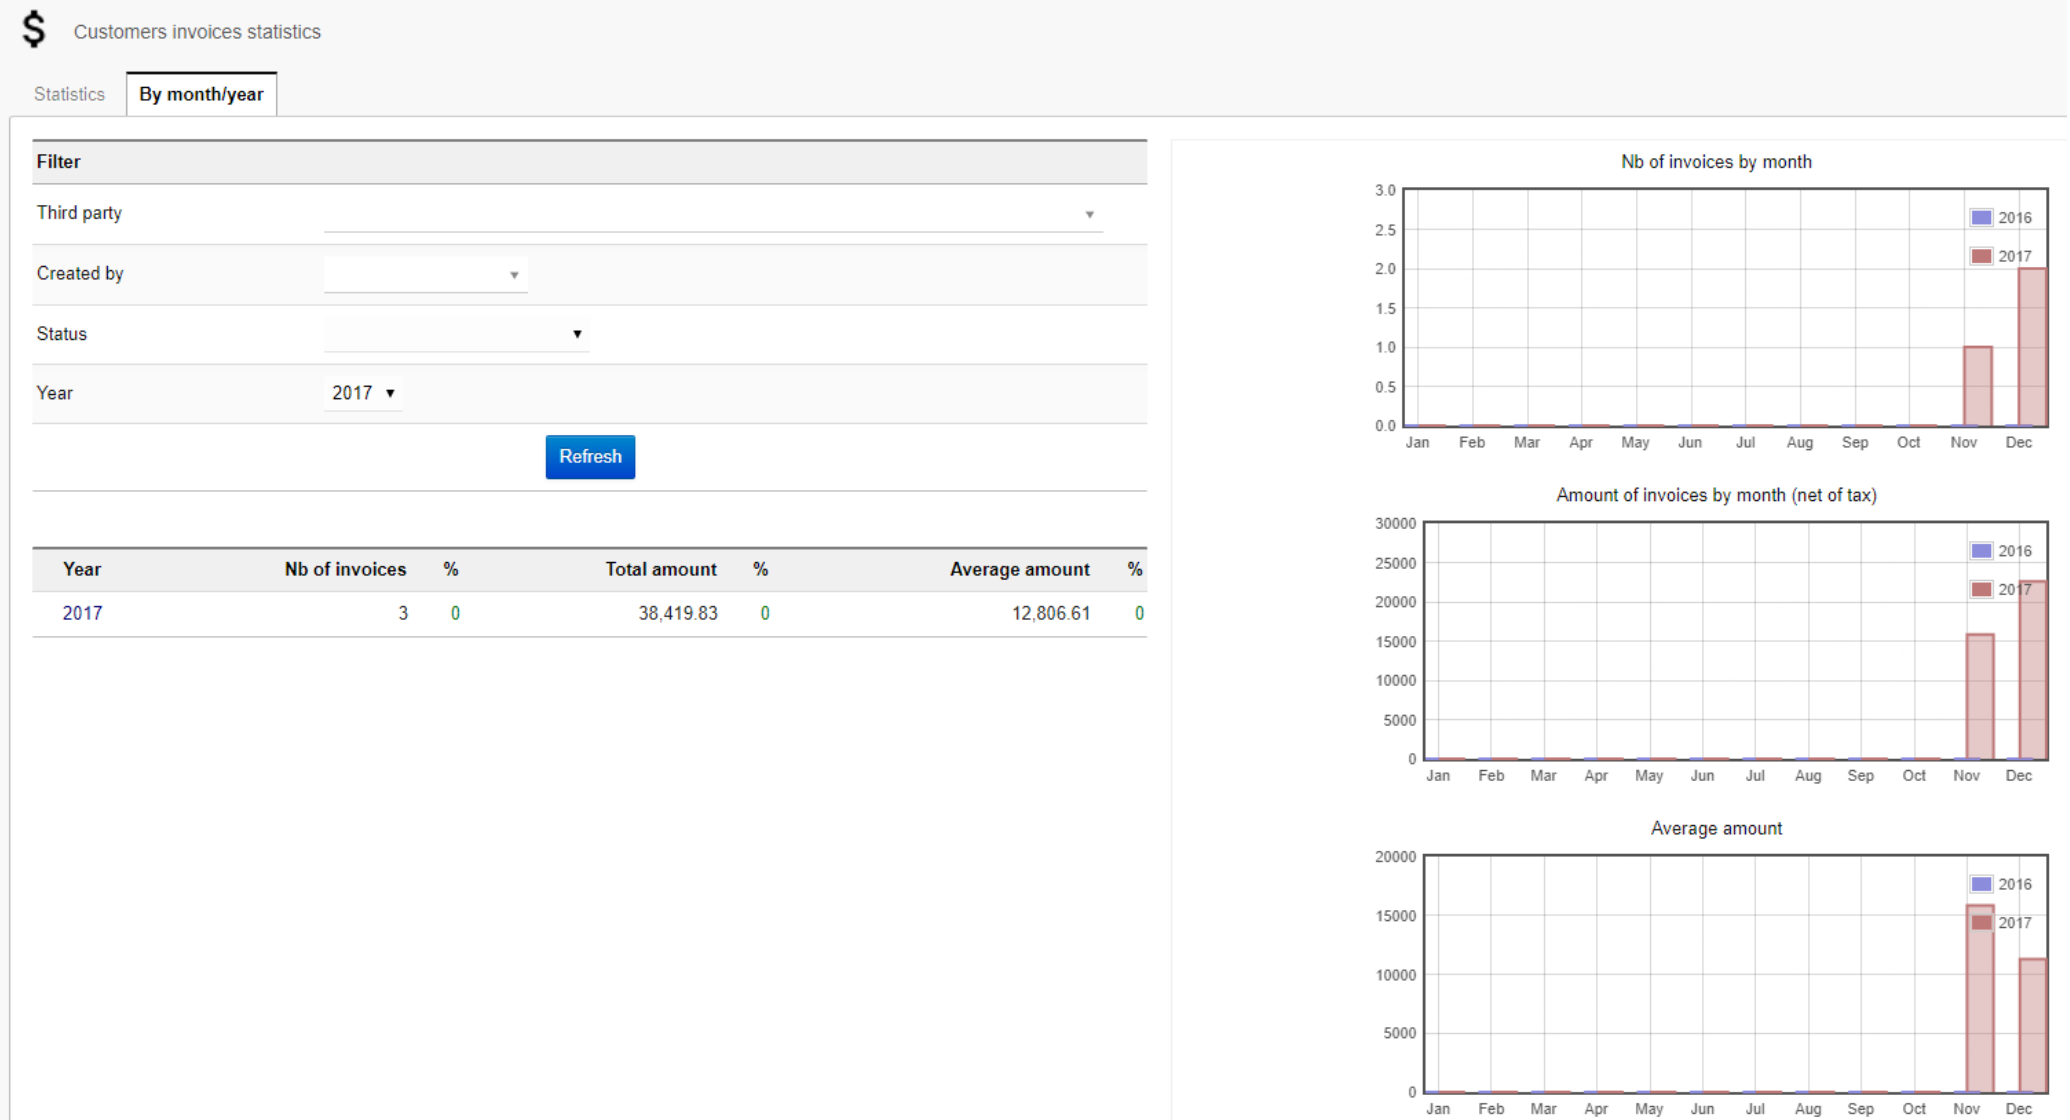 $ Customers invoices statistics
Statistics By month/year
Filter
Third party
Created by
Status
Year 2017
Refresh
Year Nb of invoices % Total amount % Average amount %
2017 3 0 38,419.83 0 12,806.61 0
Nb of invoices by month
3.0
2.5
2.0
1.5
1.0
0.5
0.0
2016
2017
Jan Feb Mar Apr May Jun Jul Aug Sep Oct Nov Dec
Amount of invoices by month (net of tax)
30000
25000
20000
15000
10000
5000
0
2016
2017
Jan Feb Mar Apr May Jun Jul Aug Sep Oct Nov Dec
Average amount
20000
15000
10000
5000
0
2016
2017
Jan Feb Mar Apr May Jun Jul Aug Sep Oct Nov Dec